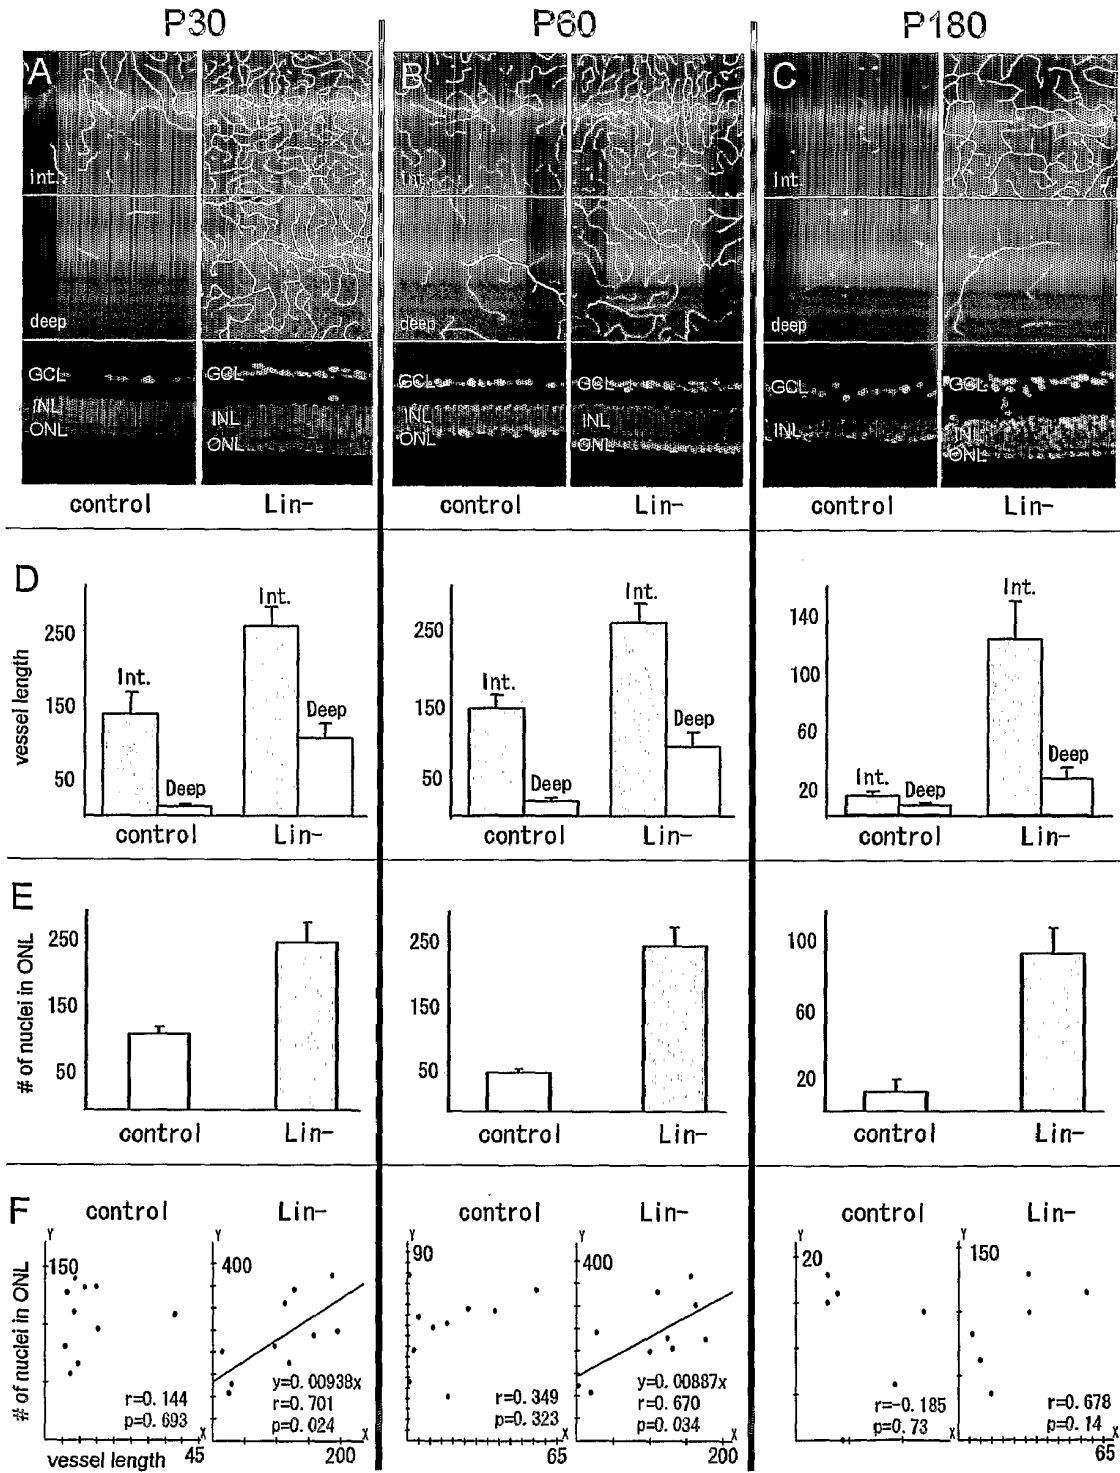 P30 P60 P180
A B C
int. int. int.
deep deep deep
GCL GCL GCL GCL GCL GCL
INL INL INL INL INL INL
ONL ONL ONL ONL ONL
control Lin- control Lin- control Lin-
D
vessel length
250
150
50
Int.
Deep
Int.
Deep
control Lin-
250
150
50
Int.
Deep
Int.
Deep
control Lin-
140
100
60
20
Int.
Deep
Int.
Deep
control Lin-
E
# of nuclei in ONL
250
150
50
control Lin-
250
150
50
control Lin-
100
60
20
control Lin-
F
# of nuclei in ONL
control Lin- control Lin- control Lin-
Y
150
r=0.144
p=0.693
X
45
vessel length
Y
400
y=0.00938x
r=0.701
p=0.024
X
200
Y
90
r=0.349
p=0.323
X
65
Y
400
y=0.00887x
r=0.670
p=0.034
X
200
Y
20
r=-0.185
p=0.73
X
Y
150
r=0.678
p=0.14
X
65